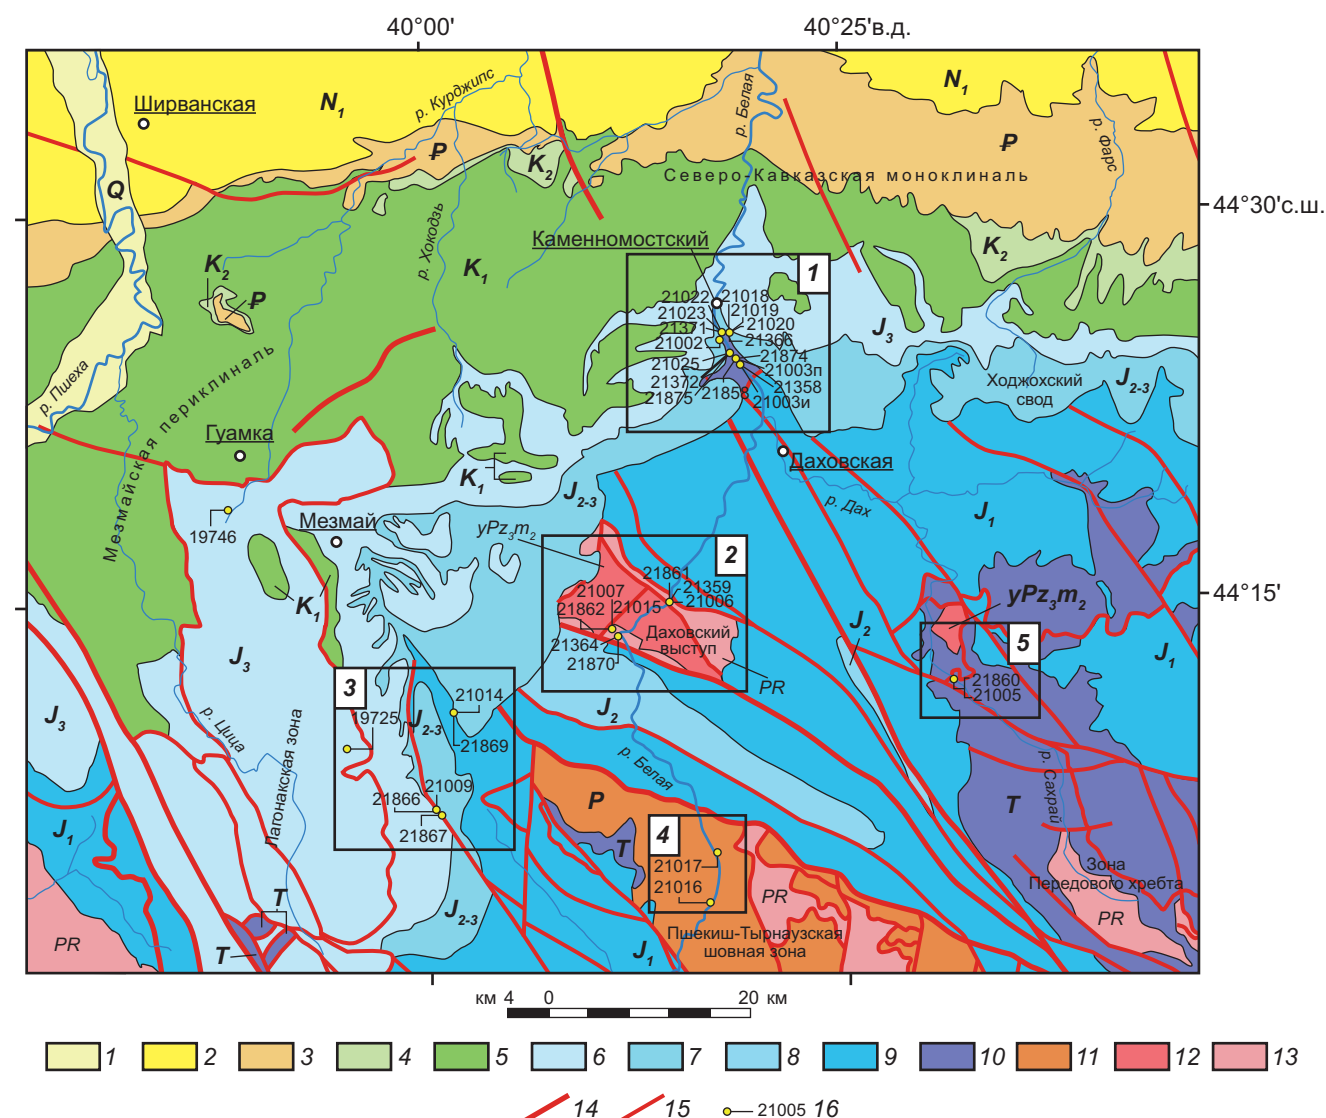 40°00'
40°25'в.д.
Ширванская
N1
р. Курджипс
р. Белая
N1
Q
Ꝑ
K2
Ꝑ
р. Фарс
Северо-Кавказская моноклиналь
44°30'с.ш.
K2
Ꝑ
р. Хокодзь
K1
Каменномостский
K2
1
21022
21018
21023
21019
21371
21020
21002
21366
J3
21025
21874
21372
21003п
21875
21858
21358
21003и
Ходжохский
свод
J2-3
р. Пшеха
Мезмайская периклиналь
Гуамка
Даховская
K1
J2-3
р. Дах
J1
19746
Мезмай
γPz3m2
2
21861
21359
21007
21006
21862
21015
Даховский
выступ
21364
21870
PR
44°15'
K1
J2
γPz3m2
5
21860
21005
J1
J3
J3
р. Цица
Лагонакская зона
3
19725
J2-3
21014
21869
21009
21866
21867
J2
р. Белая
P
T
4
21017
21016
PR
T
р. Сахрай
Зона
Передового хребта
PR
J1
PR
T
T
J2-3
J1
Пшекиш-Тырнаузская
шовная зона
км 4 0 20 км
1 2 3 4 5 6 7 8 9 10 11 12 13
14 15 21005 16